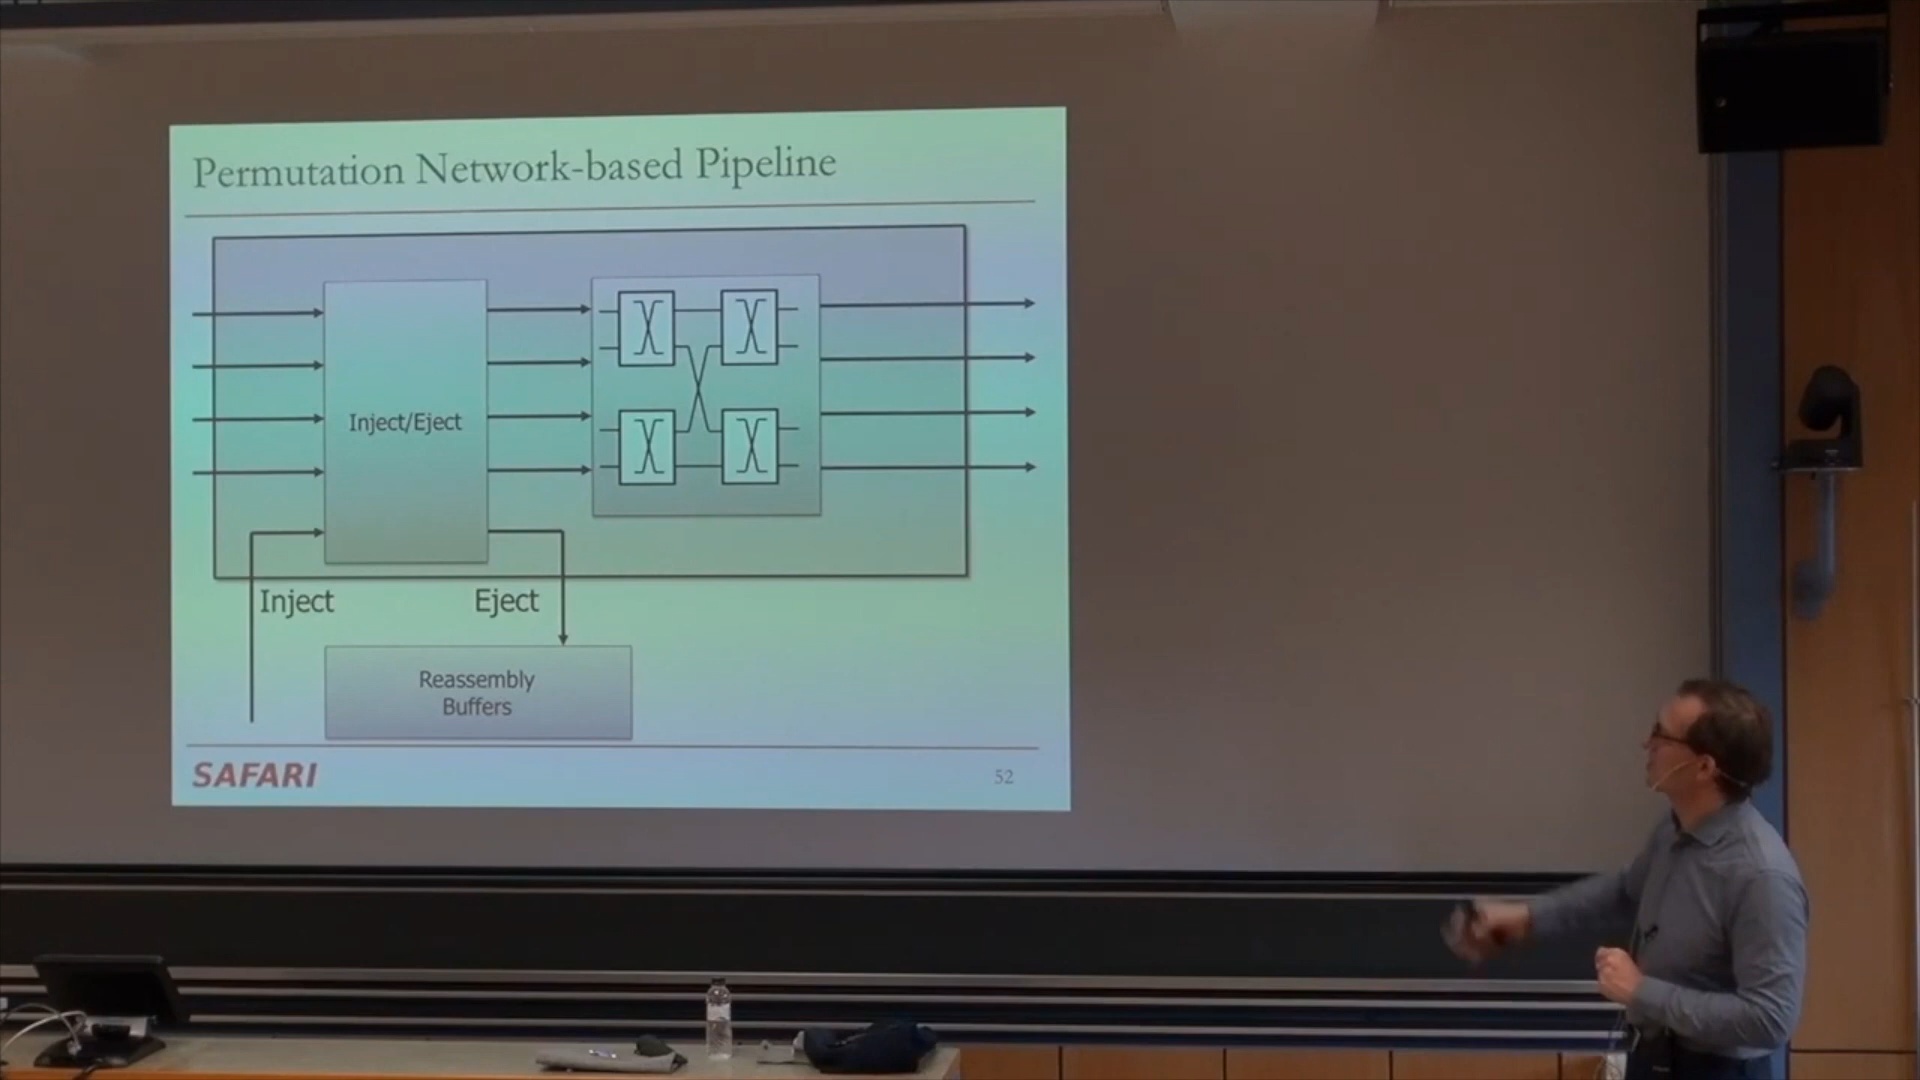 Permutation Network-based Pipeline
Inject/Eject
Inject
Eject
Reassembly
Buffers
SAFARI
52